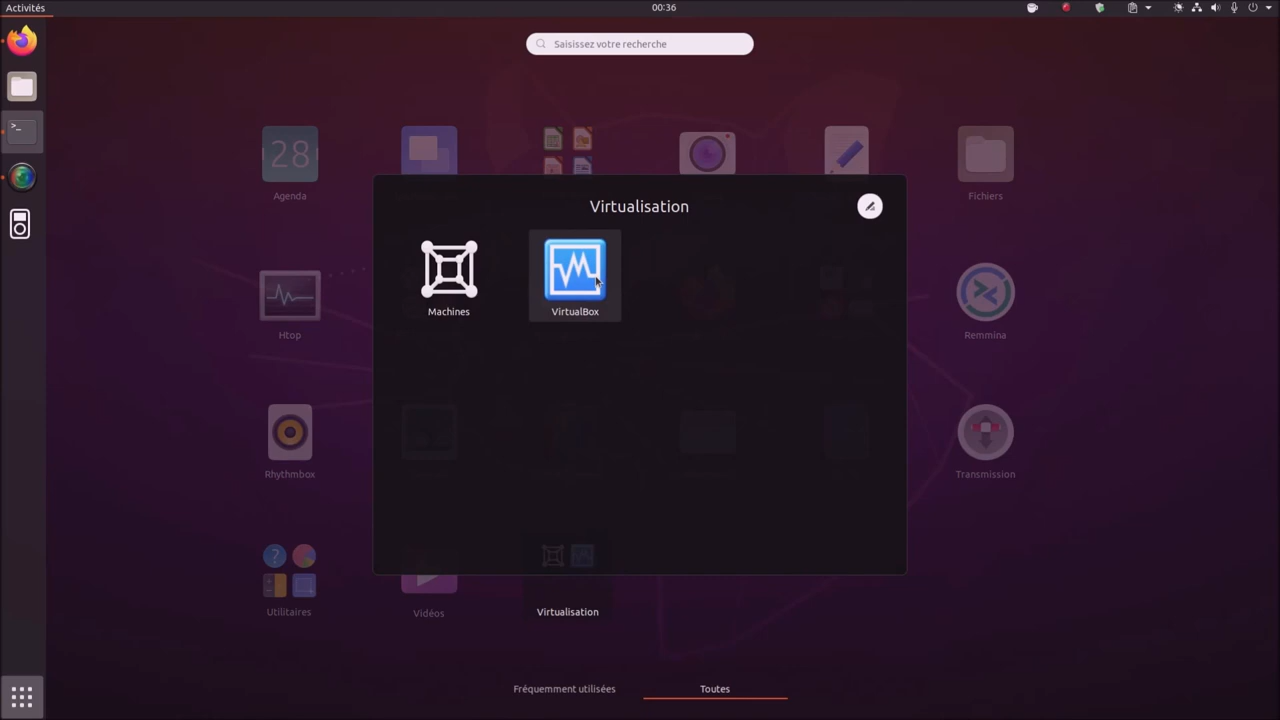 Activités
00:36
Saisissez votre recherche
28
Agenda
Fichiers
Virtualisation
Machines
VirtualBox
Htop
Remmina
Rhythmbox
Transmission
Utilitaires
Vidéos
Virtualisation
Fréquemment utilisées
Toutes